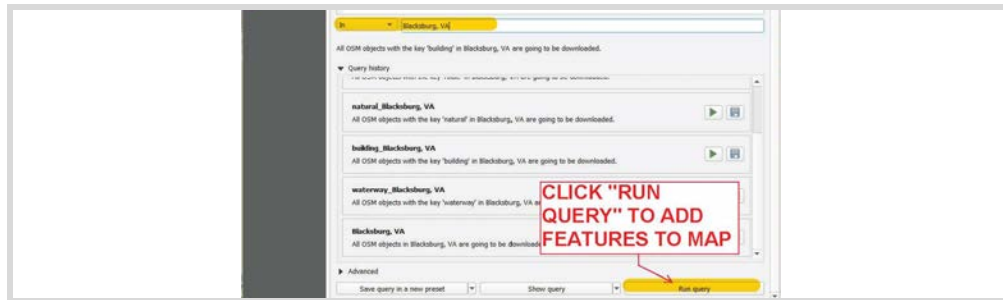 In Blacksburg, VA
All OSM objects with the key 'building' in Blacksburg, VA are going to be downloaded.
Query history
natural_Blacksburg, VA
All OSM objects with the key 'natural' in Blacksburg, VA are going to be downloaded.
building_Blacksburg, VA
All OSM objects with the key 'building' in Blacksburg, VA are going to be downloaded.
waterway_Blacksburg, VA
All OSM objects with the key 'waterway' in Blacksburg, VA
Blacksburg, VA
All OSM objects in Blacksburg, VA are going to be
CLICK "RUN
QUERY" TO ADD
FEATURES TO MAP
Advanced
Save query in a new preset Show query Run query